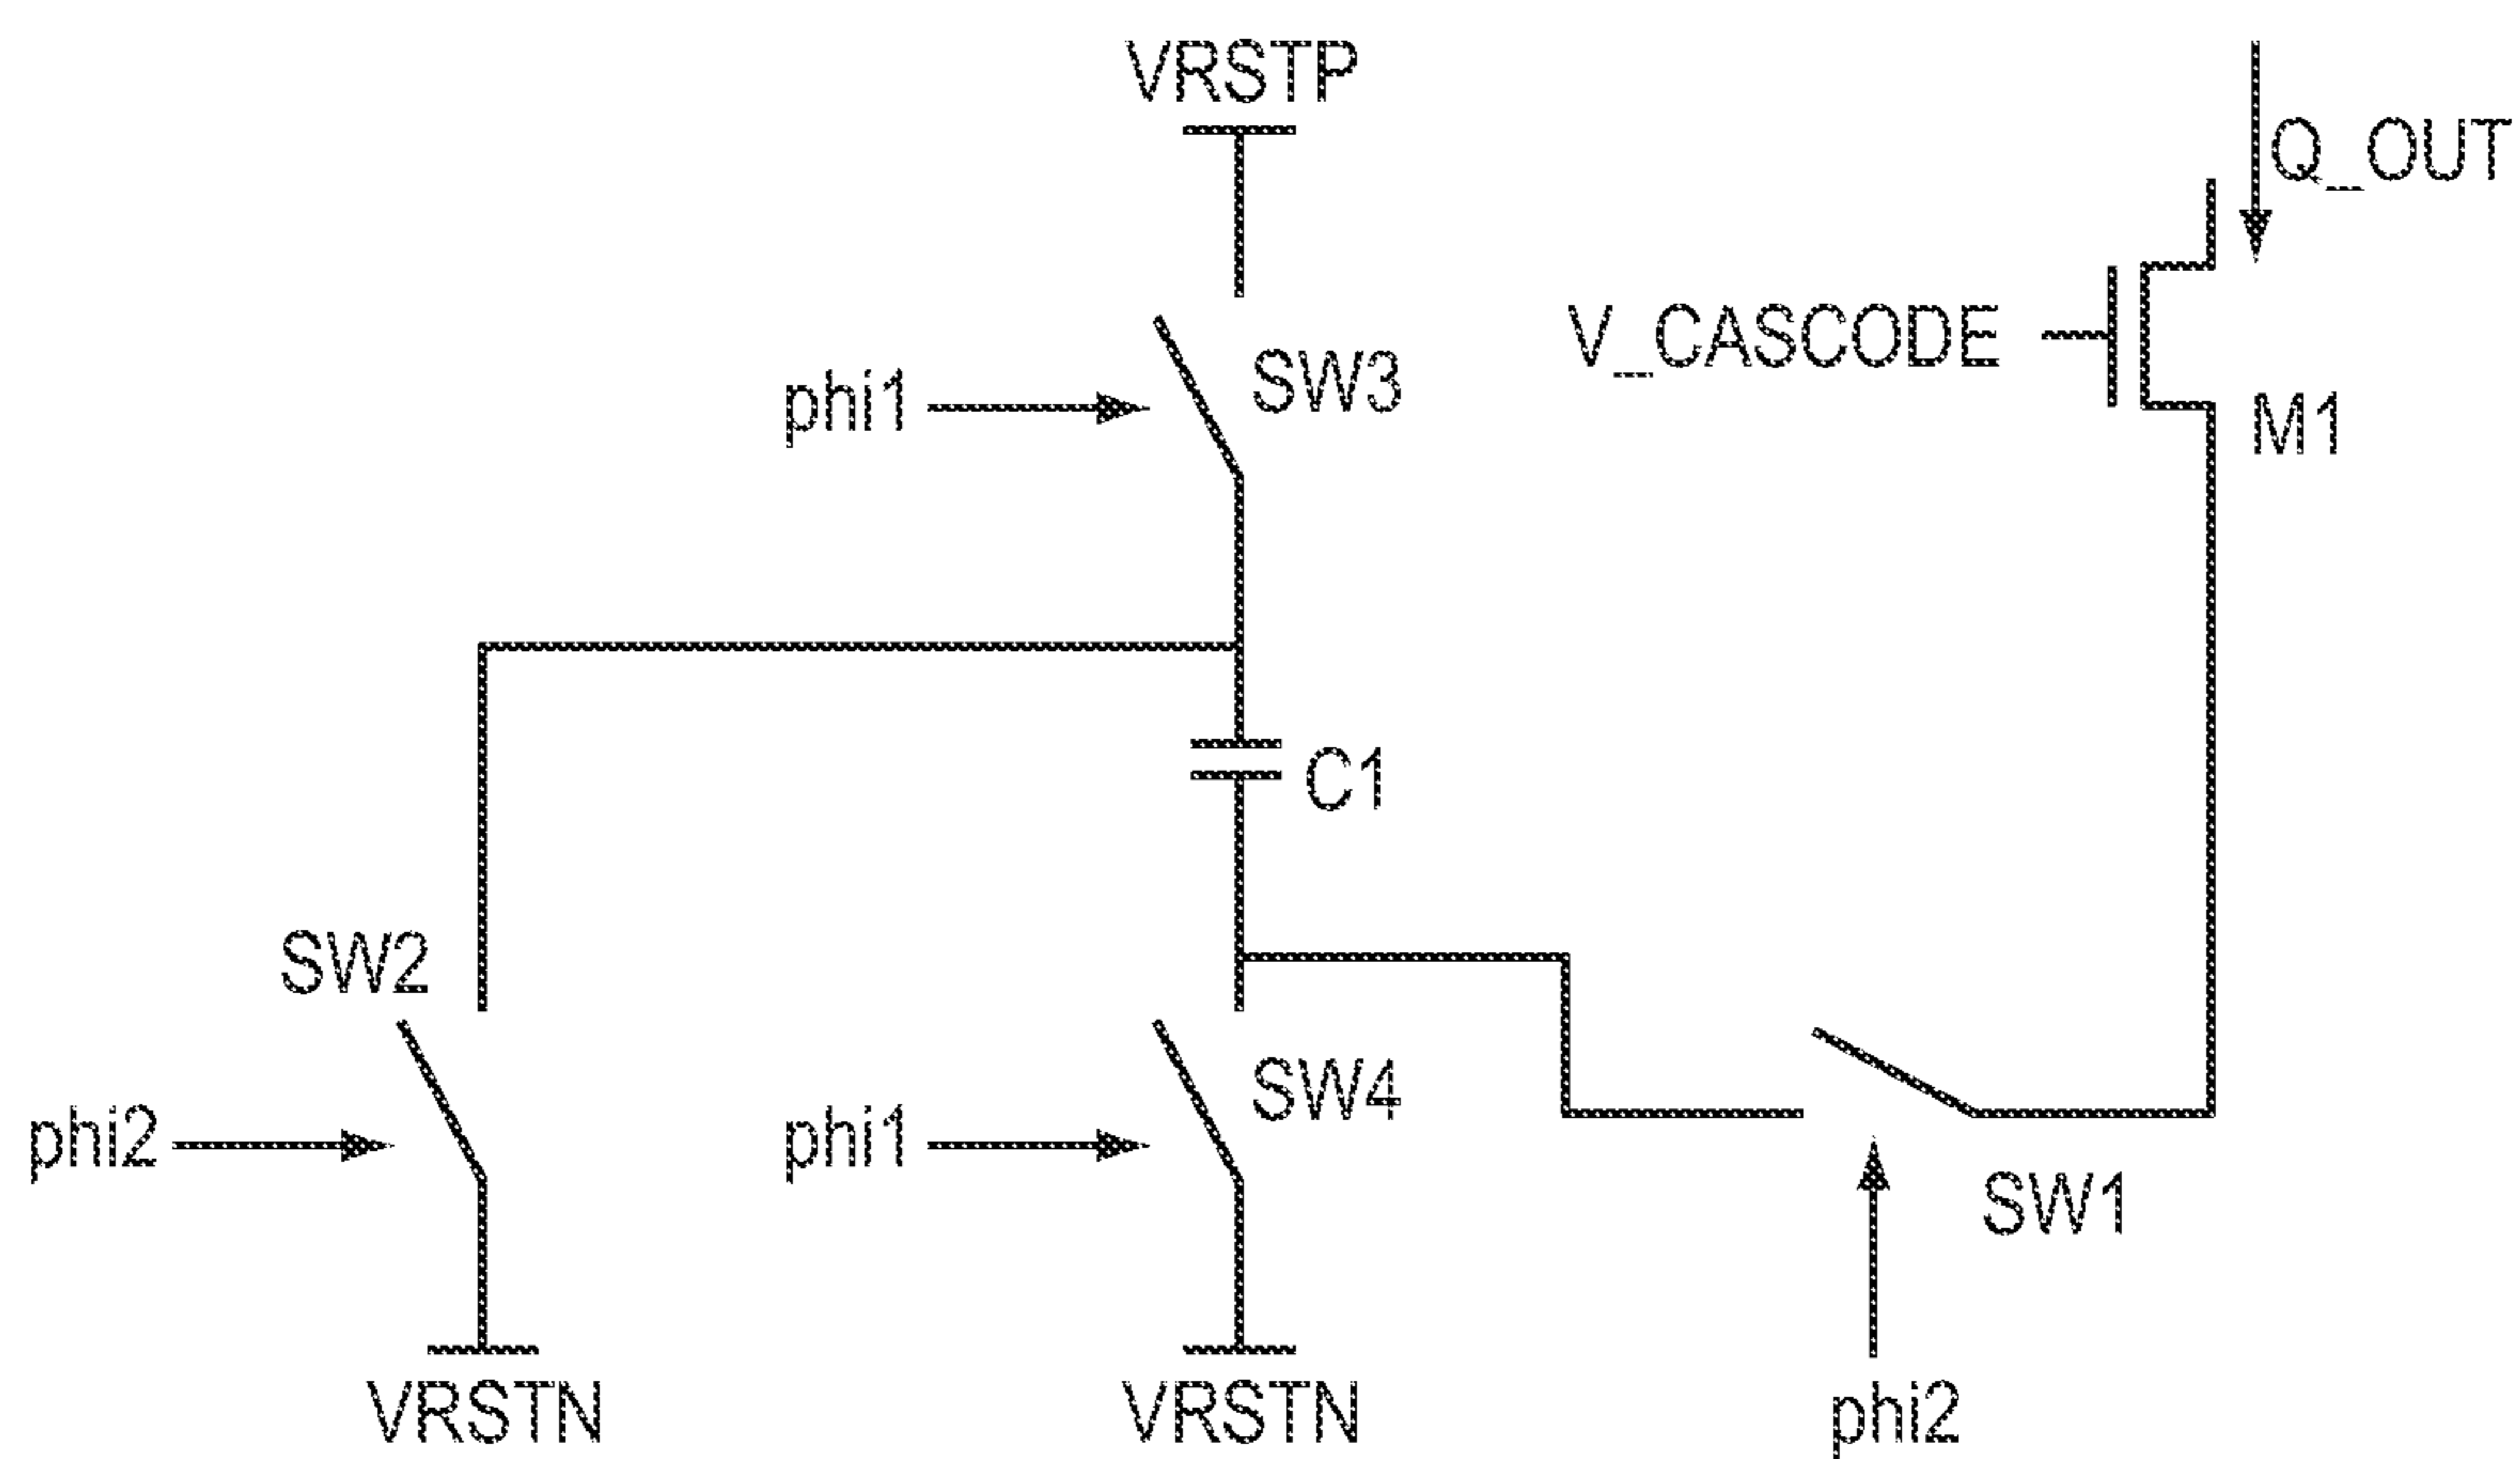 VRSTP
Q_OUT
V_CASCODE
SW3
phi1
M1
C1
SW2
SW4
phi2
phi1
SW1
VRSTN
VRSTN
phi2